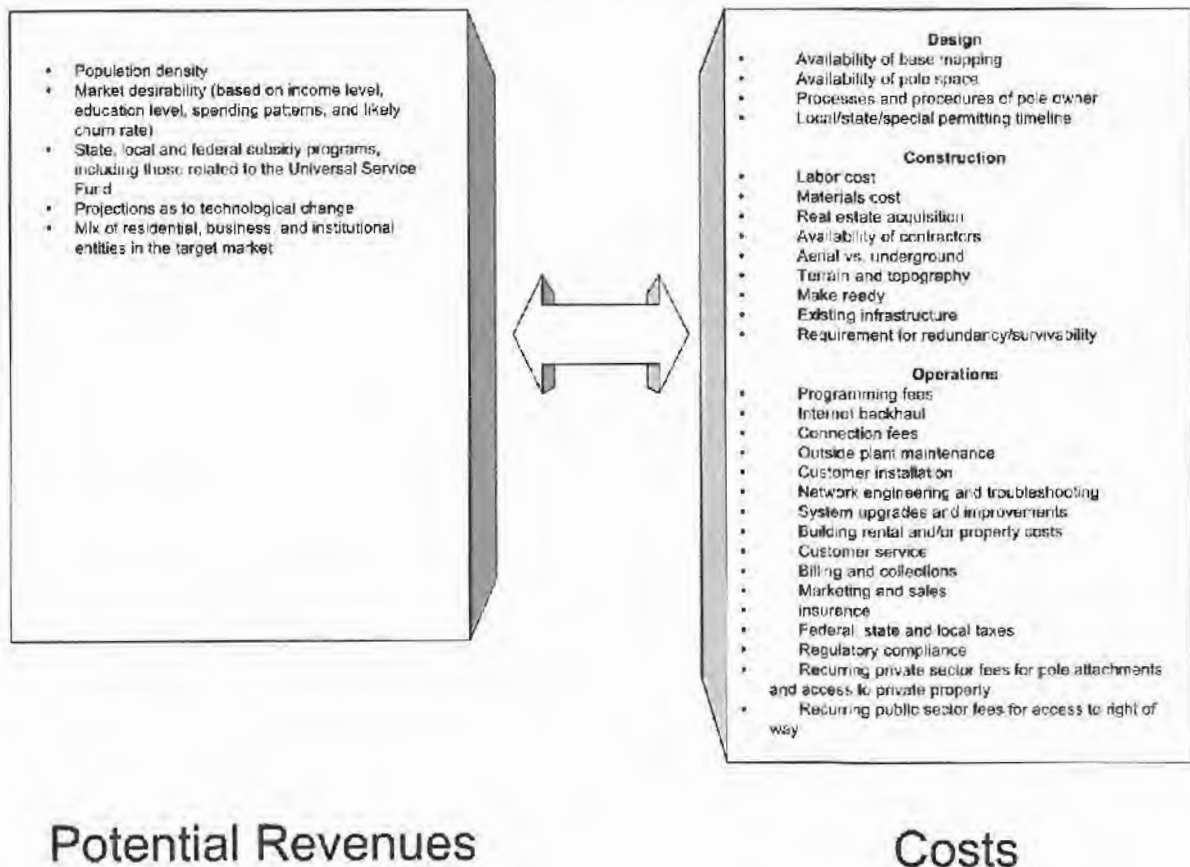 • Population density
• Market desirability (based on income level,
education level, spending patterns, and likely
churn rate)
• State, local and federal subsidy programs,
including those related to the Universal Service
Fund
• Projections as to technological change
• Mix of residential, business, and institutional
entities in the target market
Design
• Availability of base mapping
• Availability of pole space
• Processes and procedures of pole owner
• Local/state/special permitting timeline
Construction
• Labor cost
• Materials cost
• Real estate acquisition
• Availability of contractors
• Aerial vs. underground
• Terrain and topography
• Make ready
• Existing infrastructure
• Requirement for redundancy/survivability
Operations
• Programming fees
• Internet backhaul
• Connection fees
• Outside plant maintenance
• Customer installation
• Network engineering and troubleshooting
• System upgrades and improvements
• Building rental and/or property costs
• Customer service
• Billing and collections
• Marketing and sales
• insurance
• Federal, state and local taxes
• Regulatory compliance
• Recurring private sector fees for pole attachments
and access to private property
• Recurring public sector fees for access to right of
way
Potential Revenues
Costs